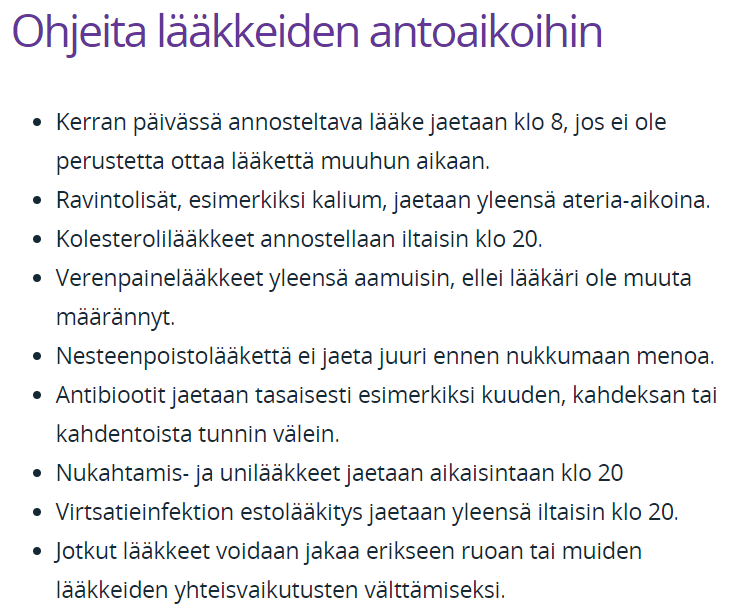 Ohjeita lääkkeiden antoaikoihin
• Kerran päivässä annosteltava lääke jaetaan klo 8, jos ei ole
perustetta ottaa lääkettä muuhun aikaan.
• Ravintolisät, esimerkiksi kalium, jaetaan yleensä ateria-aikoina.
• Kolesterolilääkkeet annostellaan iltaisin klo 20.
• Verenpainelääkkeet yleensä aamuisin, ellei lääkäri ole muuta
määrännyt.
• Nesteenpoistolääkettä ei jaeta juuri ennen nukkumaan menoa.
• Antibiootit jaetaan tasaisesti esimerkiksi kuuden, kahdeksan tai
kahdentoista tunnin välein.
• Nukahtamis- ja unilääkkeet jaetaan aikaisintaan klo 20
• Virtsatieinfektion estolääkitys jaetaan yleensä iltaisin klo 20.
• Jotkut lääkkeet voidaan jakaa erikseen ruoan tai muiden
lääkkeiden yhteisvaikutusten välttämiseksi.